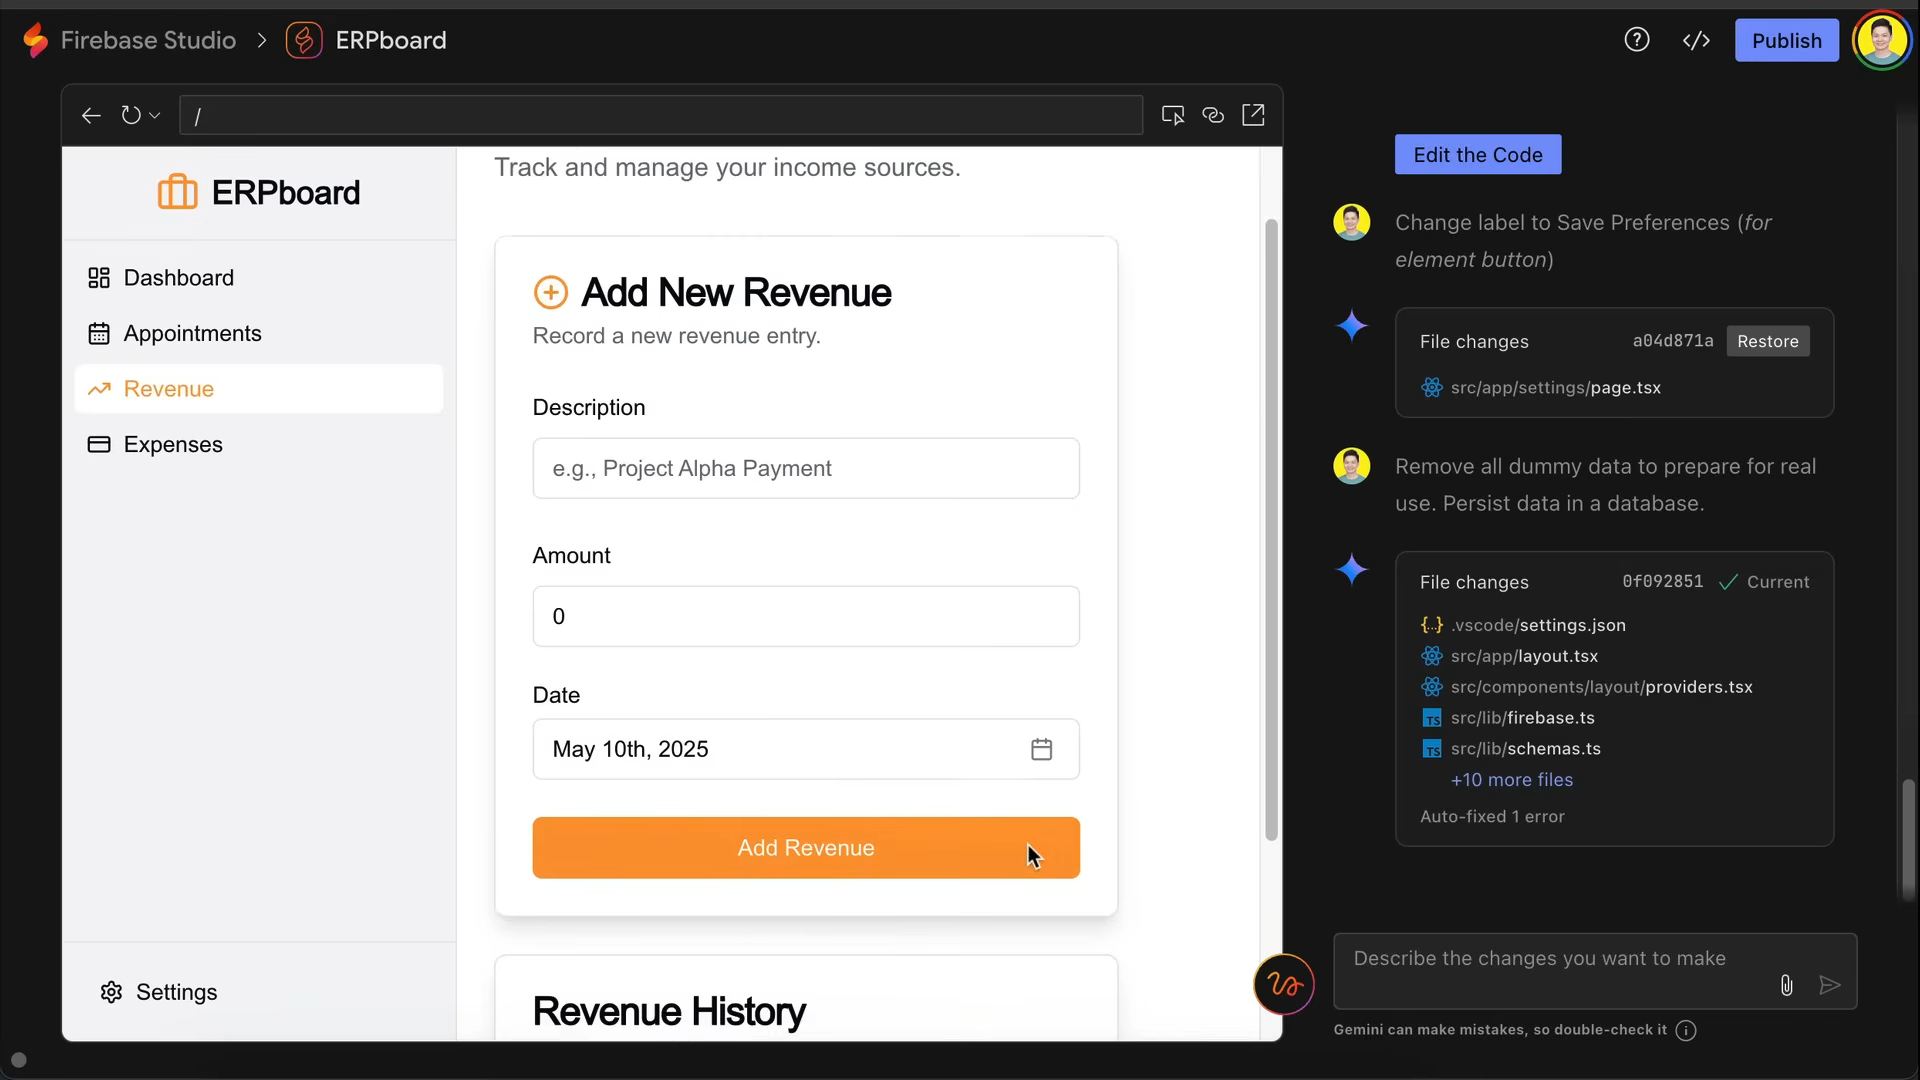 Firebase Studio > ERPboard
Publish
/
ERPboard
Dashboard
Appointments
Revenue
Expenses
Settings
Track and manage your income sources.
Add New Revenue
Record a new revenue entry.
Description
e.g., Project Alpha Payment
Amount
0
Date
May 10th, 2025
Add Revenue
Revenue History
Edit the Code
Change label to Save Preferences (for
element button)
File changes a04d871a Restore
src/app/settings/page.tsx
Remove all dummy data to prepare for real
use. Persist data in a database.
File changes 0f092851 Current
{..} .vscode/settings.json
src/app/layout.tsx
src/components/layout/providers.tsx
TS src/lib/firebase.ts
TS src/lib/schemas.ts
+10 more files
Auto-fixed 1 error
Describe the changes you want to make
Gemini can make mistakes, so double-check it